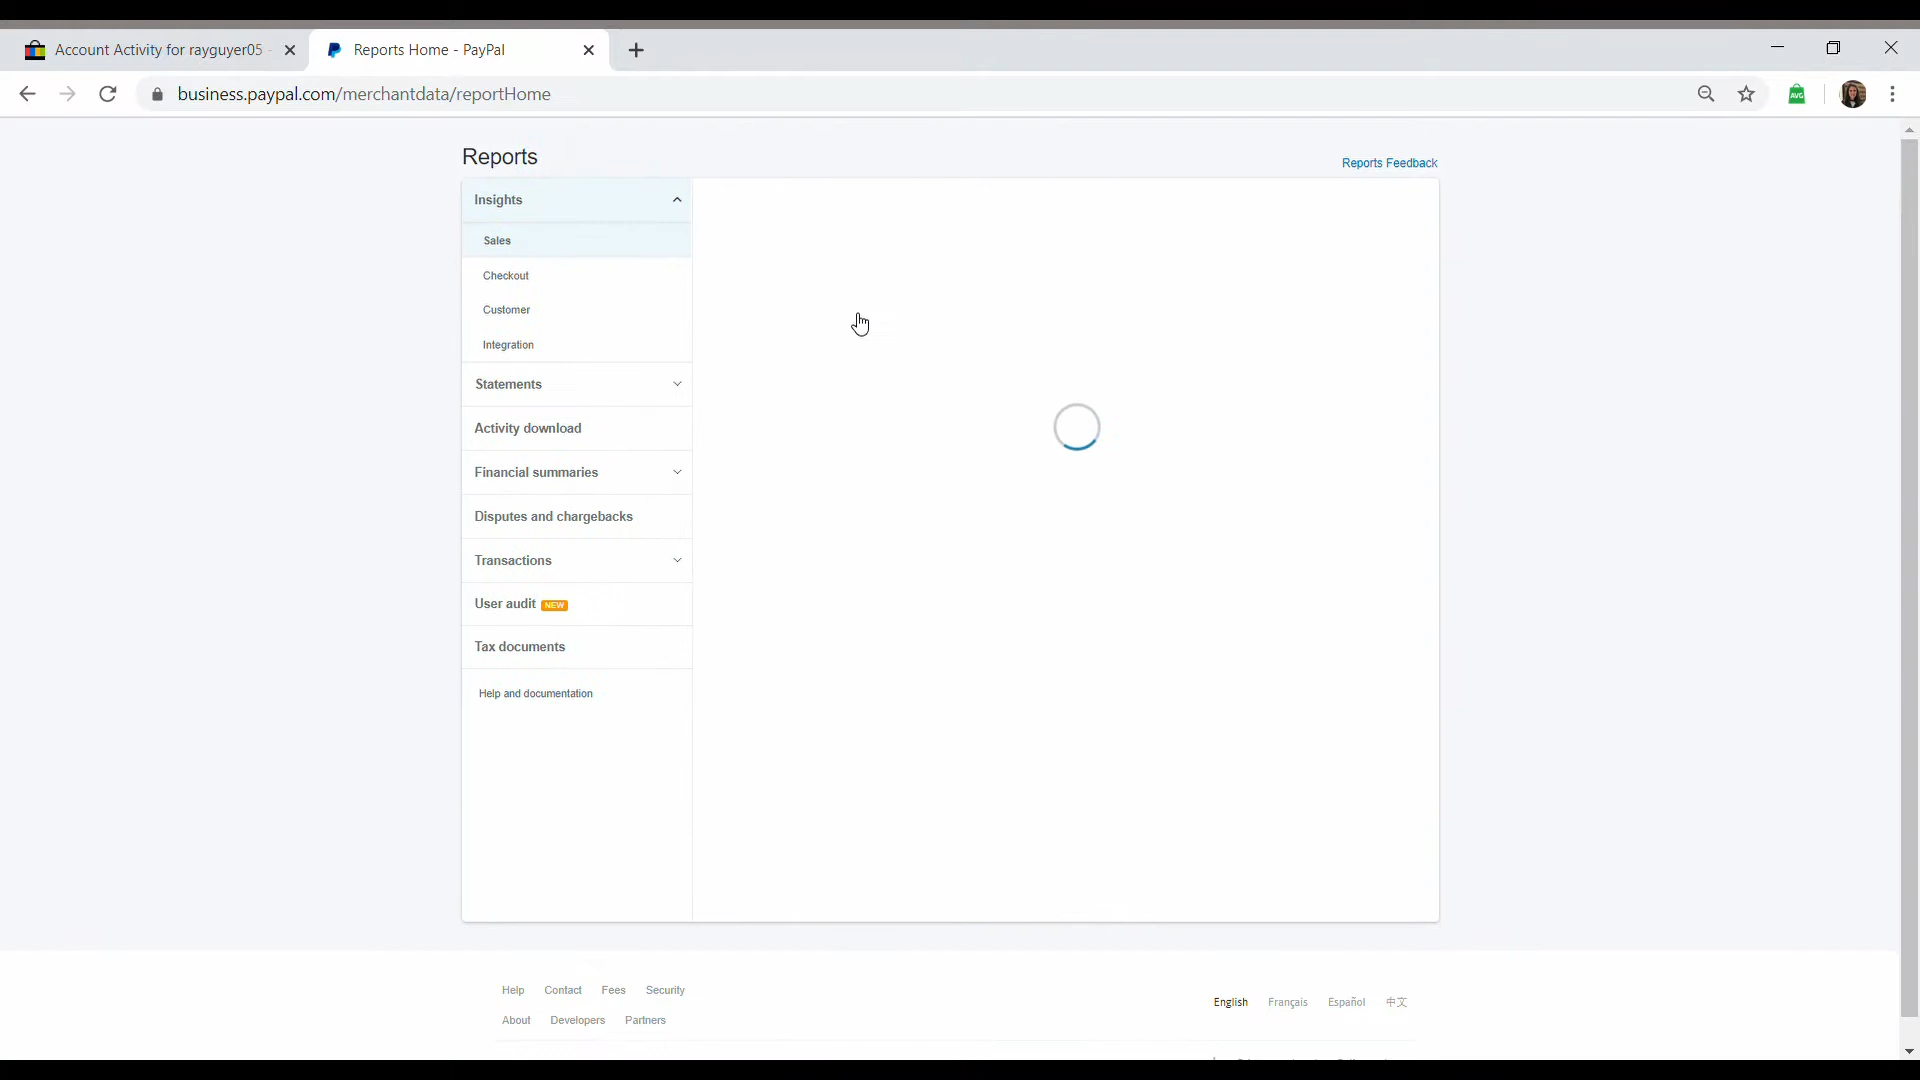 Account Activity for rayguyer05 -
Reports Home - PayPal
business.paypal.com/merchantdata/reportHome
AVG
Reports
Reports Feedback
Insights
Sales
Checkout
Customer
Integration
Statements
Activity download
Financial summaries
Disputes and chargebacks
Transactions
User audit NEW
Tax documents
Help and documentation
Help Contact Fees Security
English Français Español 中文
About Developers Partners